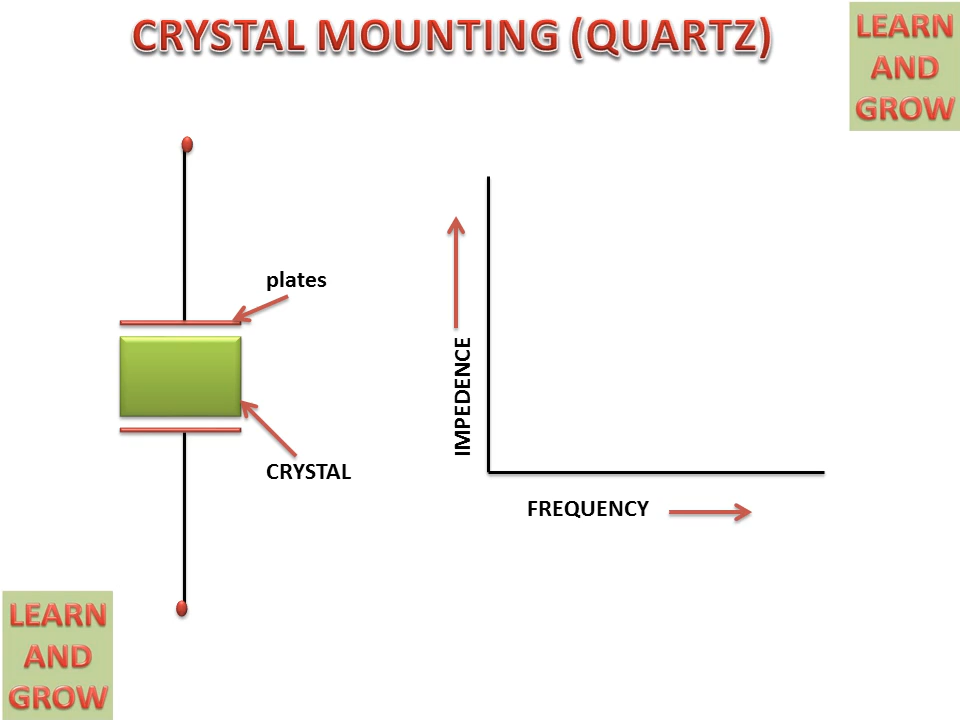 CRYSTAL MOUNTING (QUARTZ)
LEARN
AND
GROW
plates
IMPEDENCE
CRYSTAL
FREQUENCY
LEARN
AND
GROW